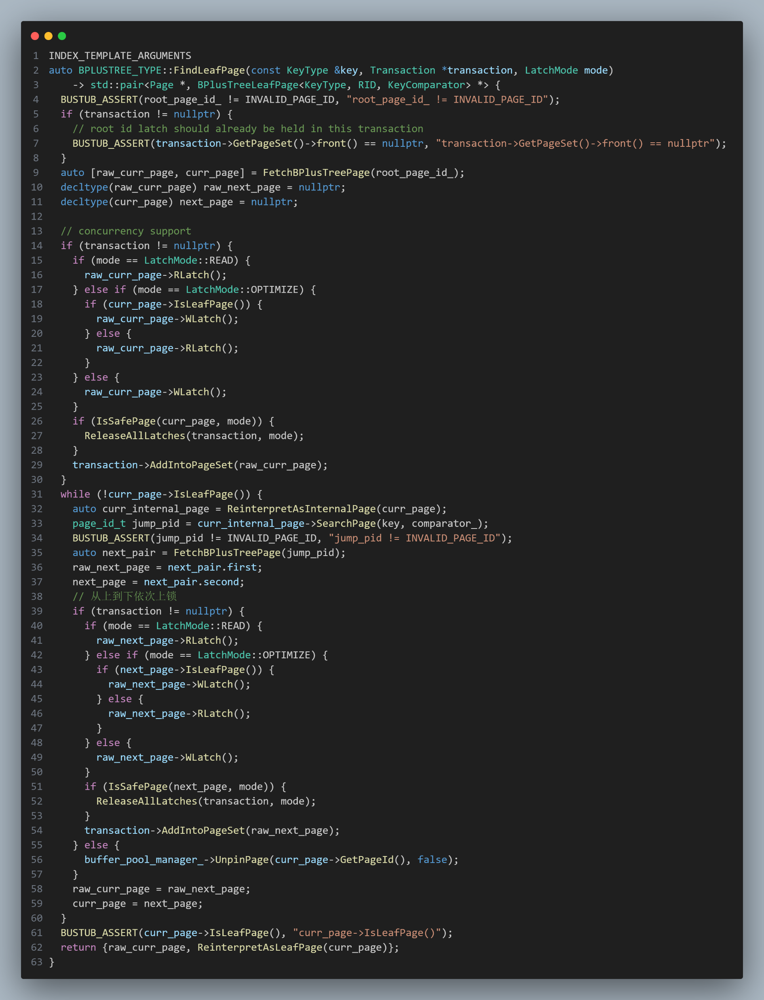 1 INDEX_TEMPLATE_ARGUMENTS
2 auto BPLUSTREE_TYPE::FindLeafPage(const KeyType &key, Transaction *transaction, LatchMode mode)
3     -> std::pair<Page *, BPlusTreeLeafPage<KeyType, RID, KeyComparator> *> {
4   BUSTUB_ASSERT(root_page_id_ != INVALID_PAGE_ID, "root_page_id_ != INVALID_PAGE_ID");
5   if (transaction != nullptr) {
6     // root id latch should already be held in this transaction
7     BUSTUB_ASSERT(transaction->GetPageSet()->front() == nullptr, "transaction->GetPageSet()->front() == nullptr");
8   }
9   auto [raw_curr_page, curr_page] = FetchBPlusTreePage(root_page_id_);
10   decltype(raw_curr_page) raw_next_page = nullptr;
11   decltype(curr_page) next_page = nullptr;
12
13   // concurrency support
14   if (transaction != nullptr) {
15     if (mode == LatchMode::READ) {
16       raw_curr_page->RLatch();
17     } else if (mode == LatchMode::OPTIMIZE) {
18       if (curr_page->IsLeafPage()) {
19         raw_curr_page->WLatch();
20       } else {
21         raw_curr_page->RLatch();
22       }
23     } else {
24       raw_curr_page->WLatch();
25     }
26     if (IsSafePage(curr_page, mode)) {
27       ReleaseAllLatches(transaction, mode);
28     }
29     transaction->AddIntoPageSet(raw_curr_page);
30   }
31   while (!curr_page->IsLeafPage()) {
32     auto curr_internal_page = ReinterpretAsInternalPage(curr_page);
33     page_id_t jump_pid = curr_internal_page->SearchPage(key, comparator_);
34     BUSTUB_ASSERT(jump_pid != INVALID_PAGE_ID, "jump_pid != INVALID_PAGE_ID");
35     auto next_pair = FetchBPlusTreePage(jump_pid);
36     raw_next_page = next_pair.first;
37     next_page = next_pair.second;
38     // 从上到下依次上锁
39     if (transaction != nullptr) {
40       if (mode == LatchMode::READ) {
41         raw_next_page->RLatch();
42       } else if (mode == LatchMode::OPTIMIZE) {
43         if (next_page->IsLeafPage()) {
44           raw_next_page->WLatch();
45         } else {
46           raw_next_page->RLatch();
47         }
48       } else {
49         raw_next_page->WLatch();
50       }
51       if (IsSafePage(next_page, mode)) {
52         ReleaseAllLatches(transaction, mode);
53       }
54       transaction->AddIntoPageSet(raw_next_page);
55     } else {
56       buffer_pool_manager_->UnpinPage(curr_page->GetPageId(), false);
57     }
58     raw_curr_page = raw_next_page;
59     curr_page = next_page;
60   }
61   BUSTUB_ASSERT(curr_page->IsLeafPage(), "curr_page->IsLeafPage()");
62   return {raw_curr_page, ReinterpretAsLeafPage(curr_page)};
63 }